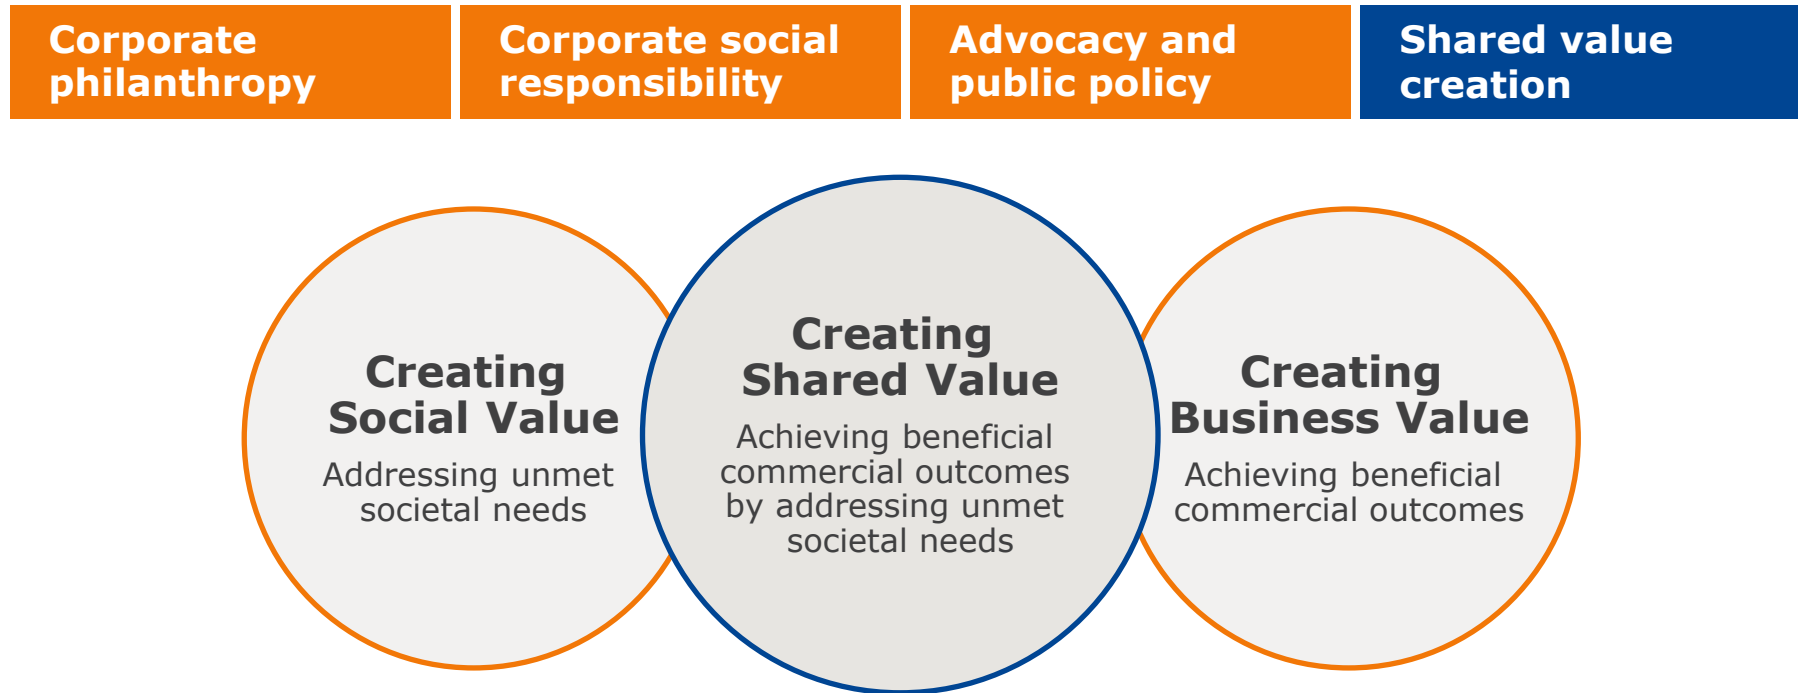 Corporate
philanthropy
Corporate social
responsibility
Advocacy and
public policy
Shared value
creation
Creating
Social Value
Addressing unmet
societal needs
Creating
Shared Value
Achieving beneficial
commercial outcomes
by addressing unmet
societal needs
Creating
Business Value
Achieving beneficial
commercial outcomes